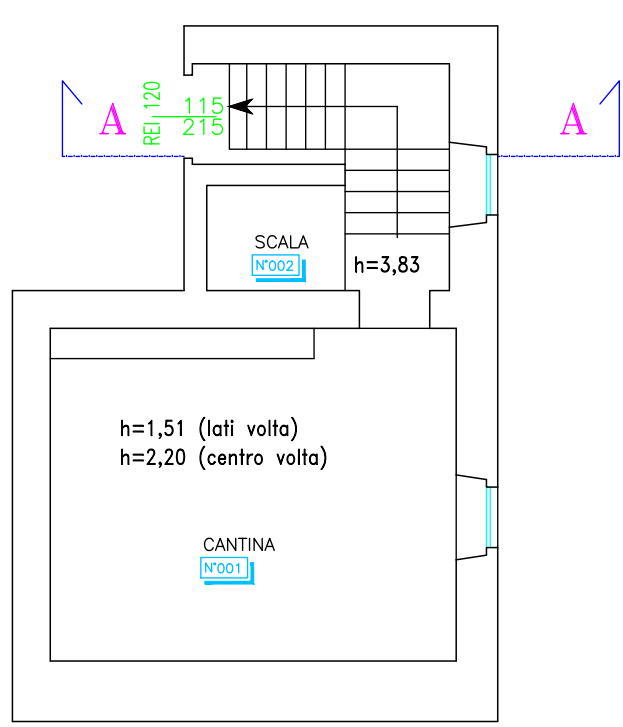 REI 120
115
215
A
A
SCALA
N°002
h=3,83
h=1,51 (lati volta)
h=2,20 (centro volta)
CANTINA
N°001